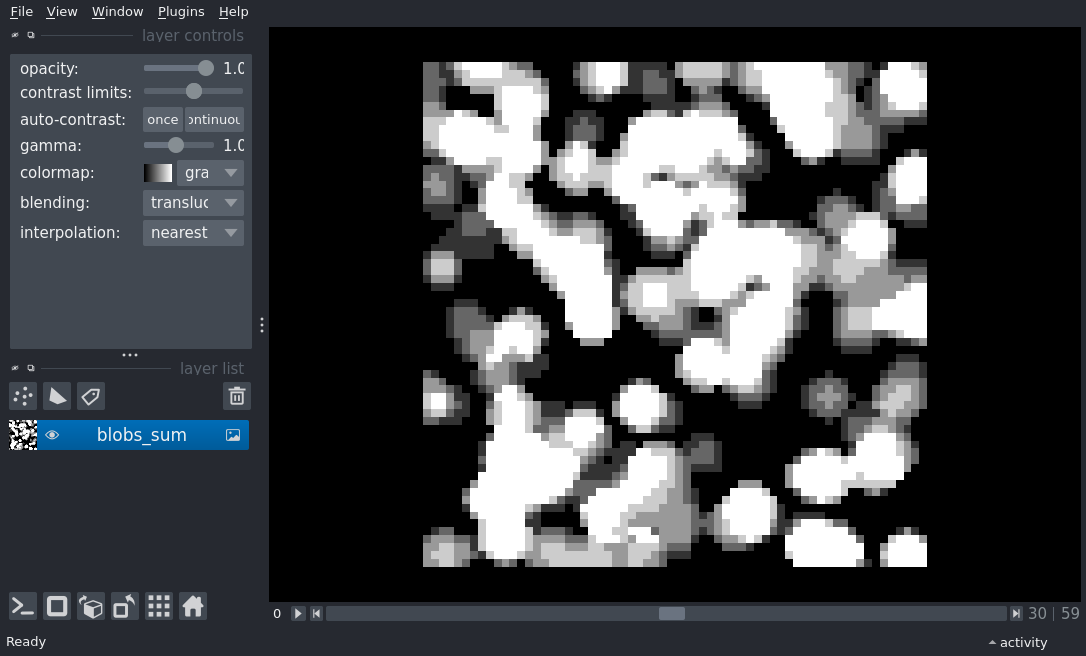 File View Window Plugins Help
layer controls
opacity: 1.0
contrast limits:
auto-contrast: once ontinuou
gamma: 1.0
colormap: gra
blending: transluc
interpolation: nearest
layer list
blobs_sum
0 30 | 59
Ready activity